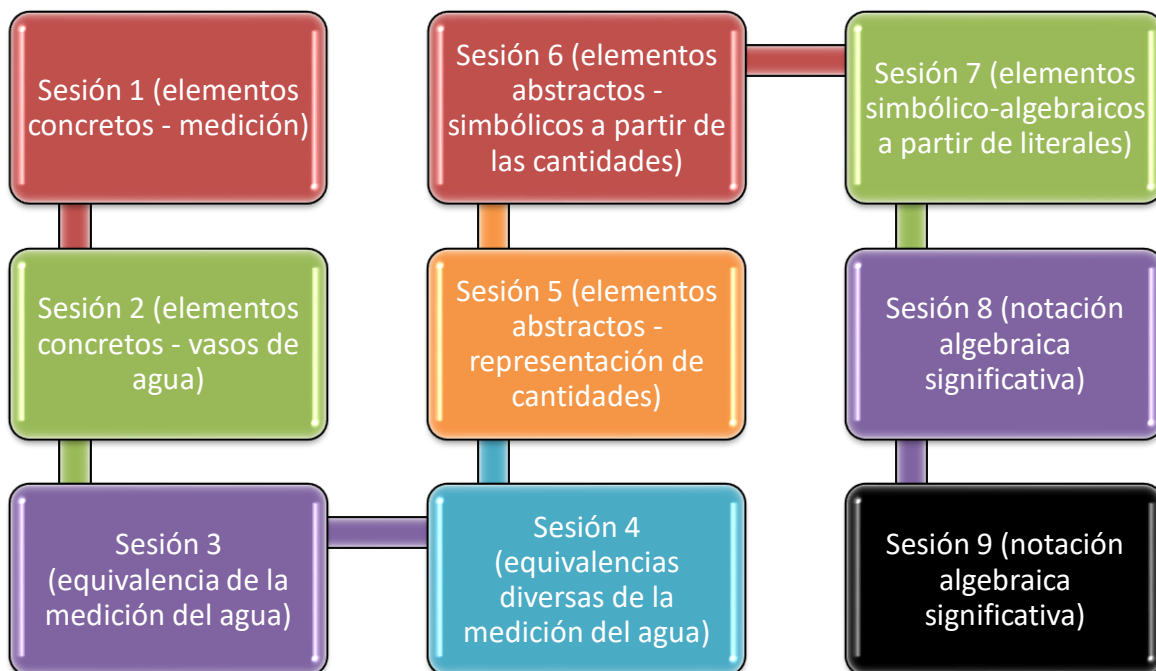 Sesión 1 (elementos
concretos - medición)
Sesión 2 (elementos
concretos - vasos de
agua)
Sesión 3
(equivalencia de la
medición del agua)
Sesión 4
(equivalencias
diversas de la
medición del agua)
Sesión 5 (elementos
abstractos -
representación de
cantidades)
Sesión 6 (elementos
abstractos -
simbólicos a partir de
las cantidades)
Sesión 7 (elementos
simbólico-algebraicos
a partir de literales)
Sesión 8 (notación
algebraica
significativa)
Sesión 9 (notación
algebraica
significativa)